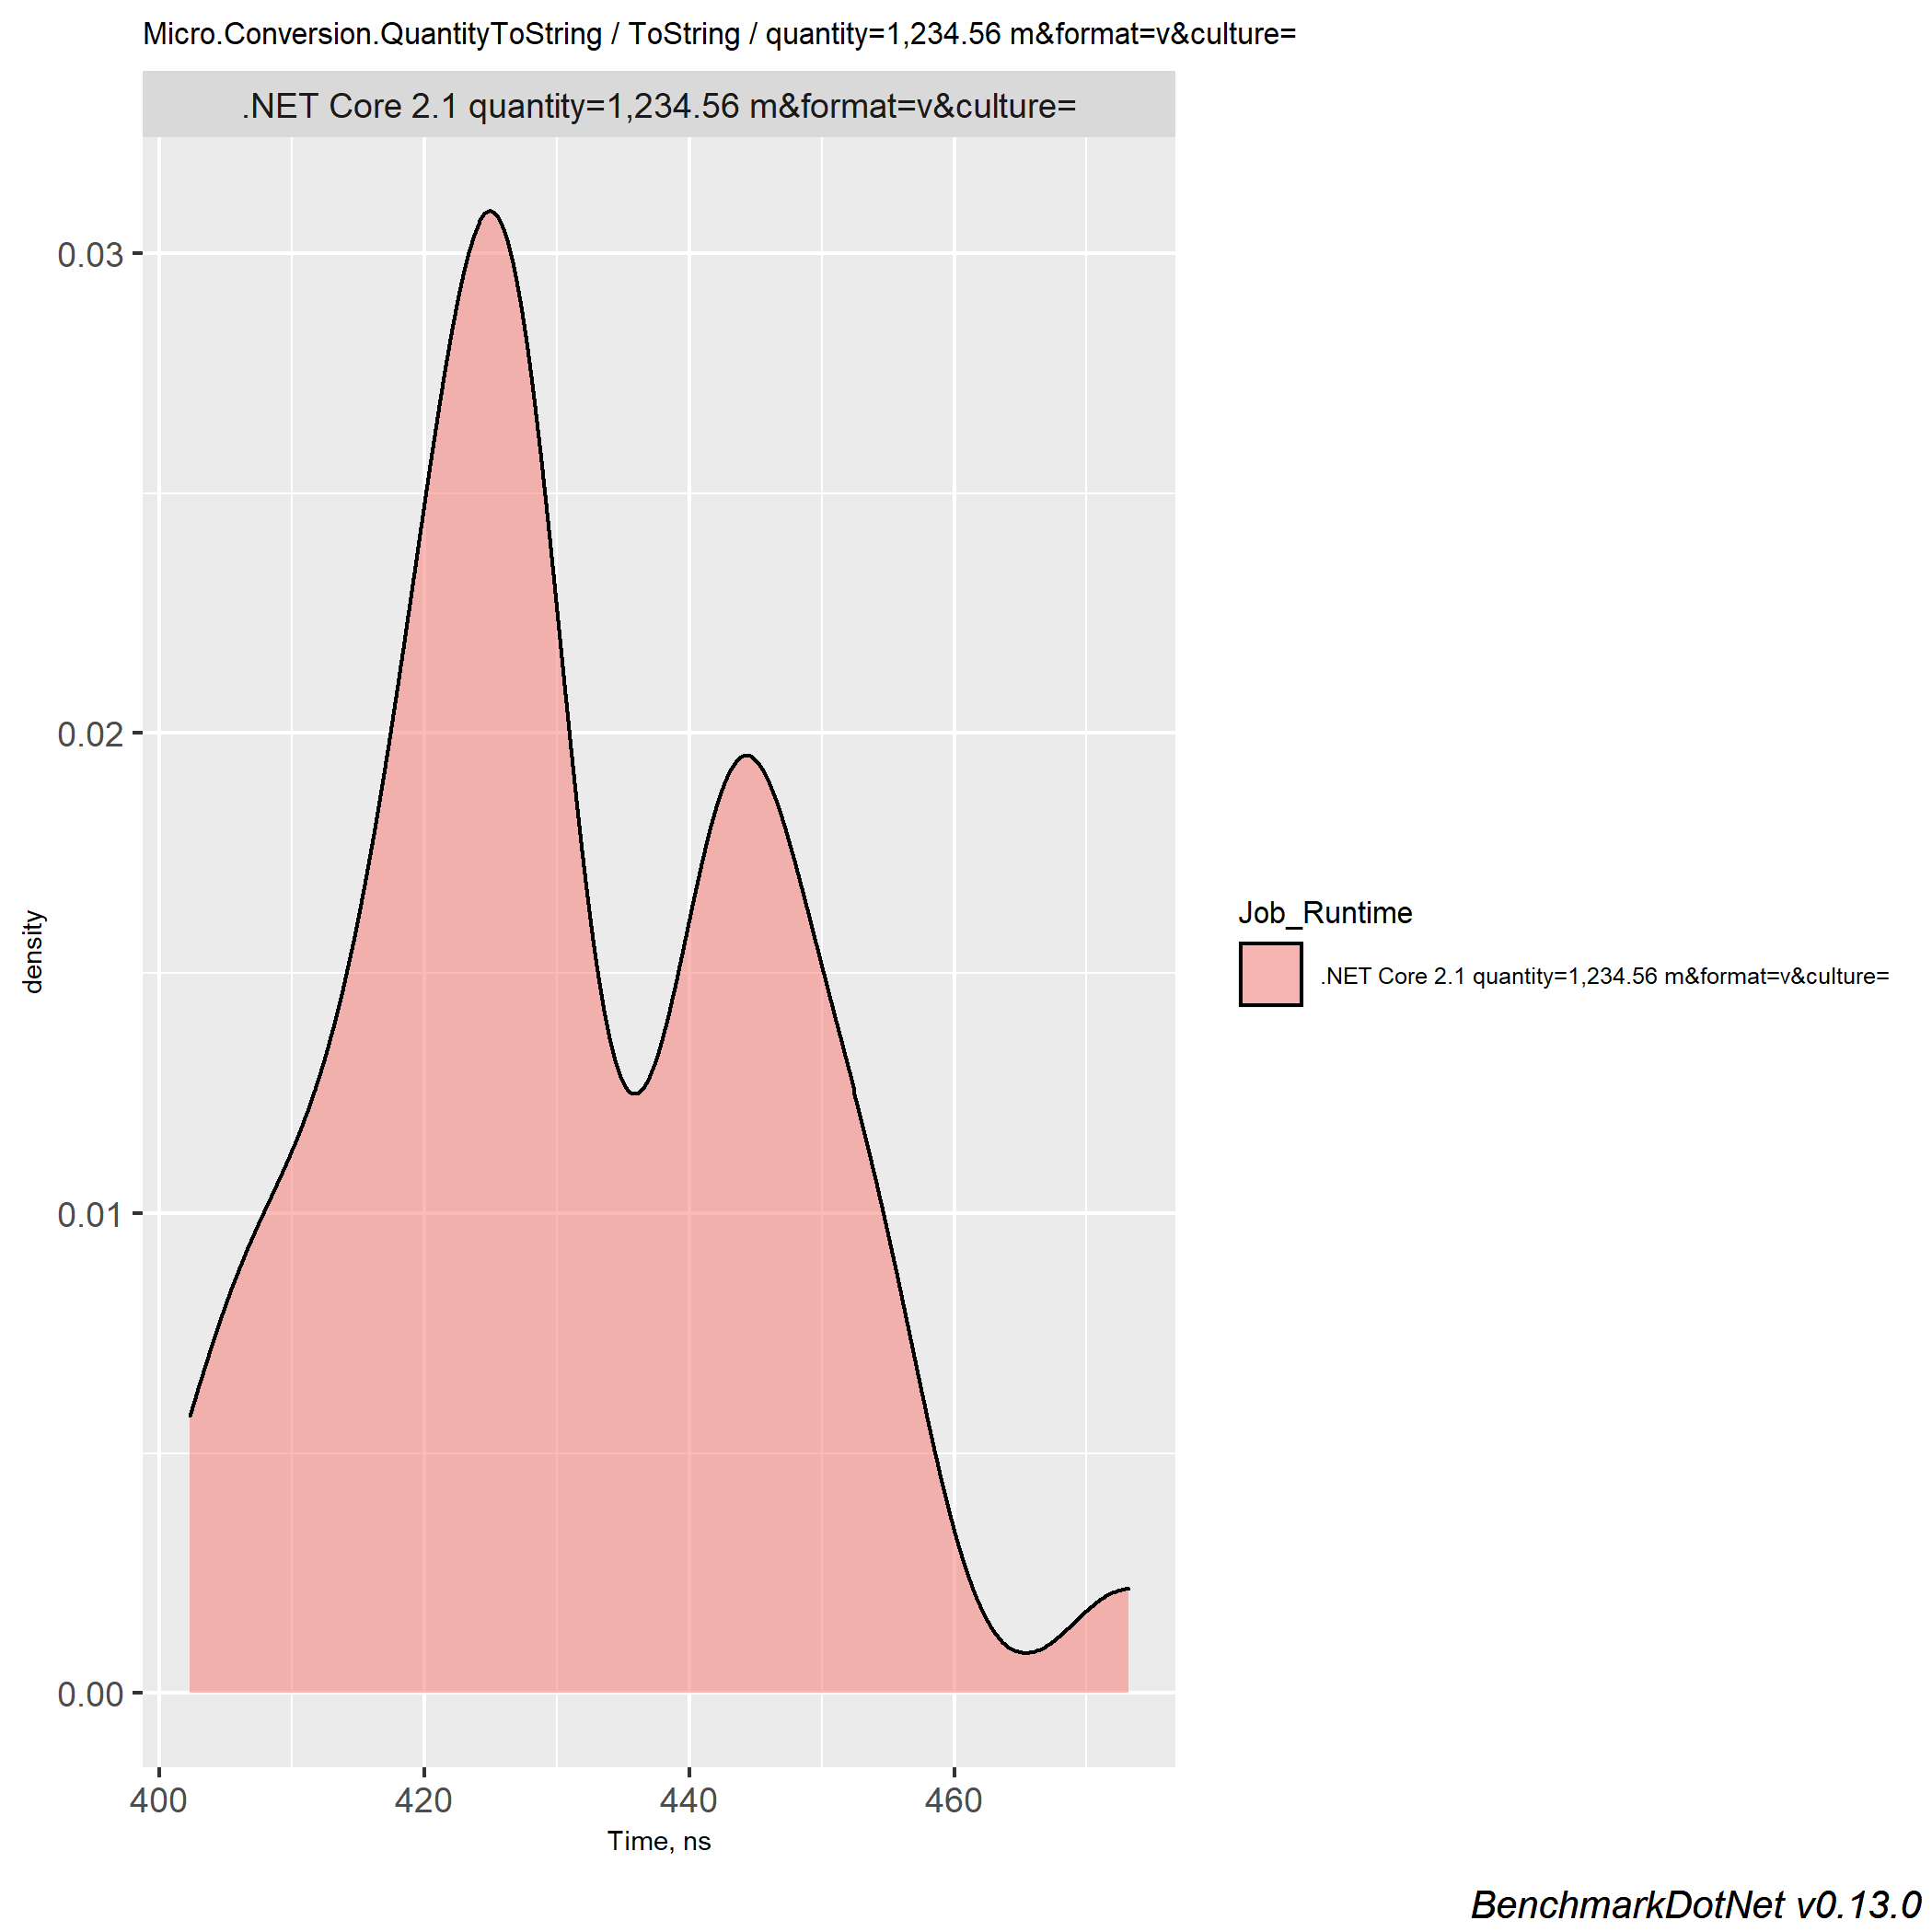 Micro.Conversion.QuantityToString / ToString / quantity=1,234.56 m&format=v&culture=
.NET Core 2.1 quantity=1,234.56 m&format=v&culture=
0.03
0.02
0.01
0.00
density
400 420 440 460
Time, ns
Job_Runtime
.NET Core 2.1 quantity=1,234.56 m&format=v&culture=
BenchmarkDotNet v0.13.0